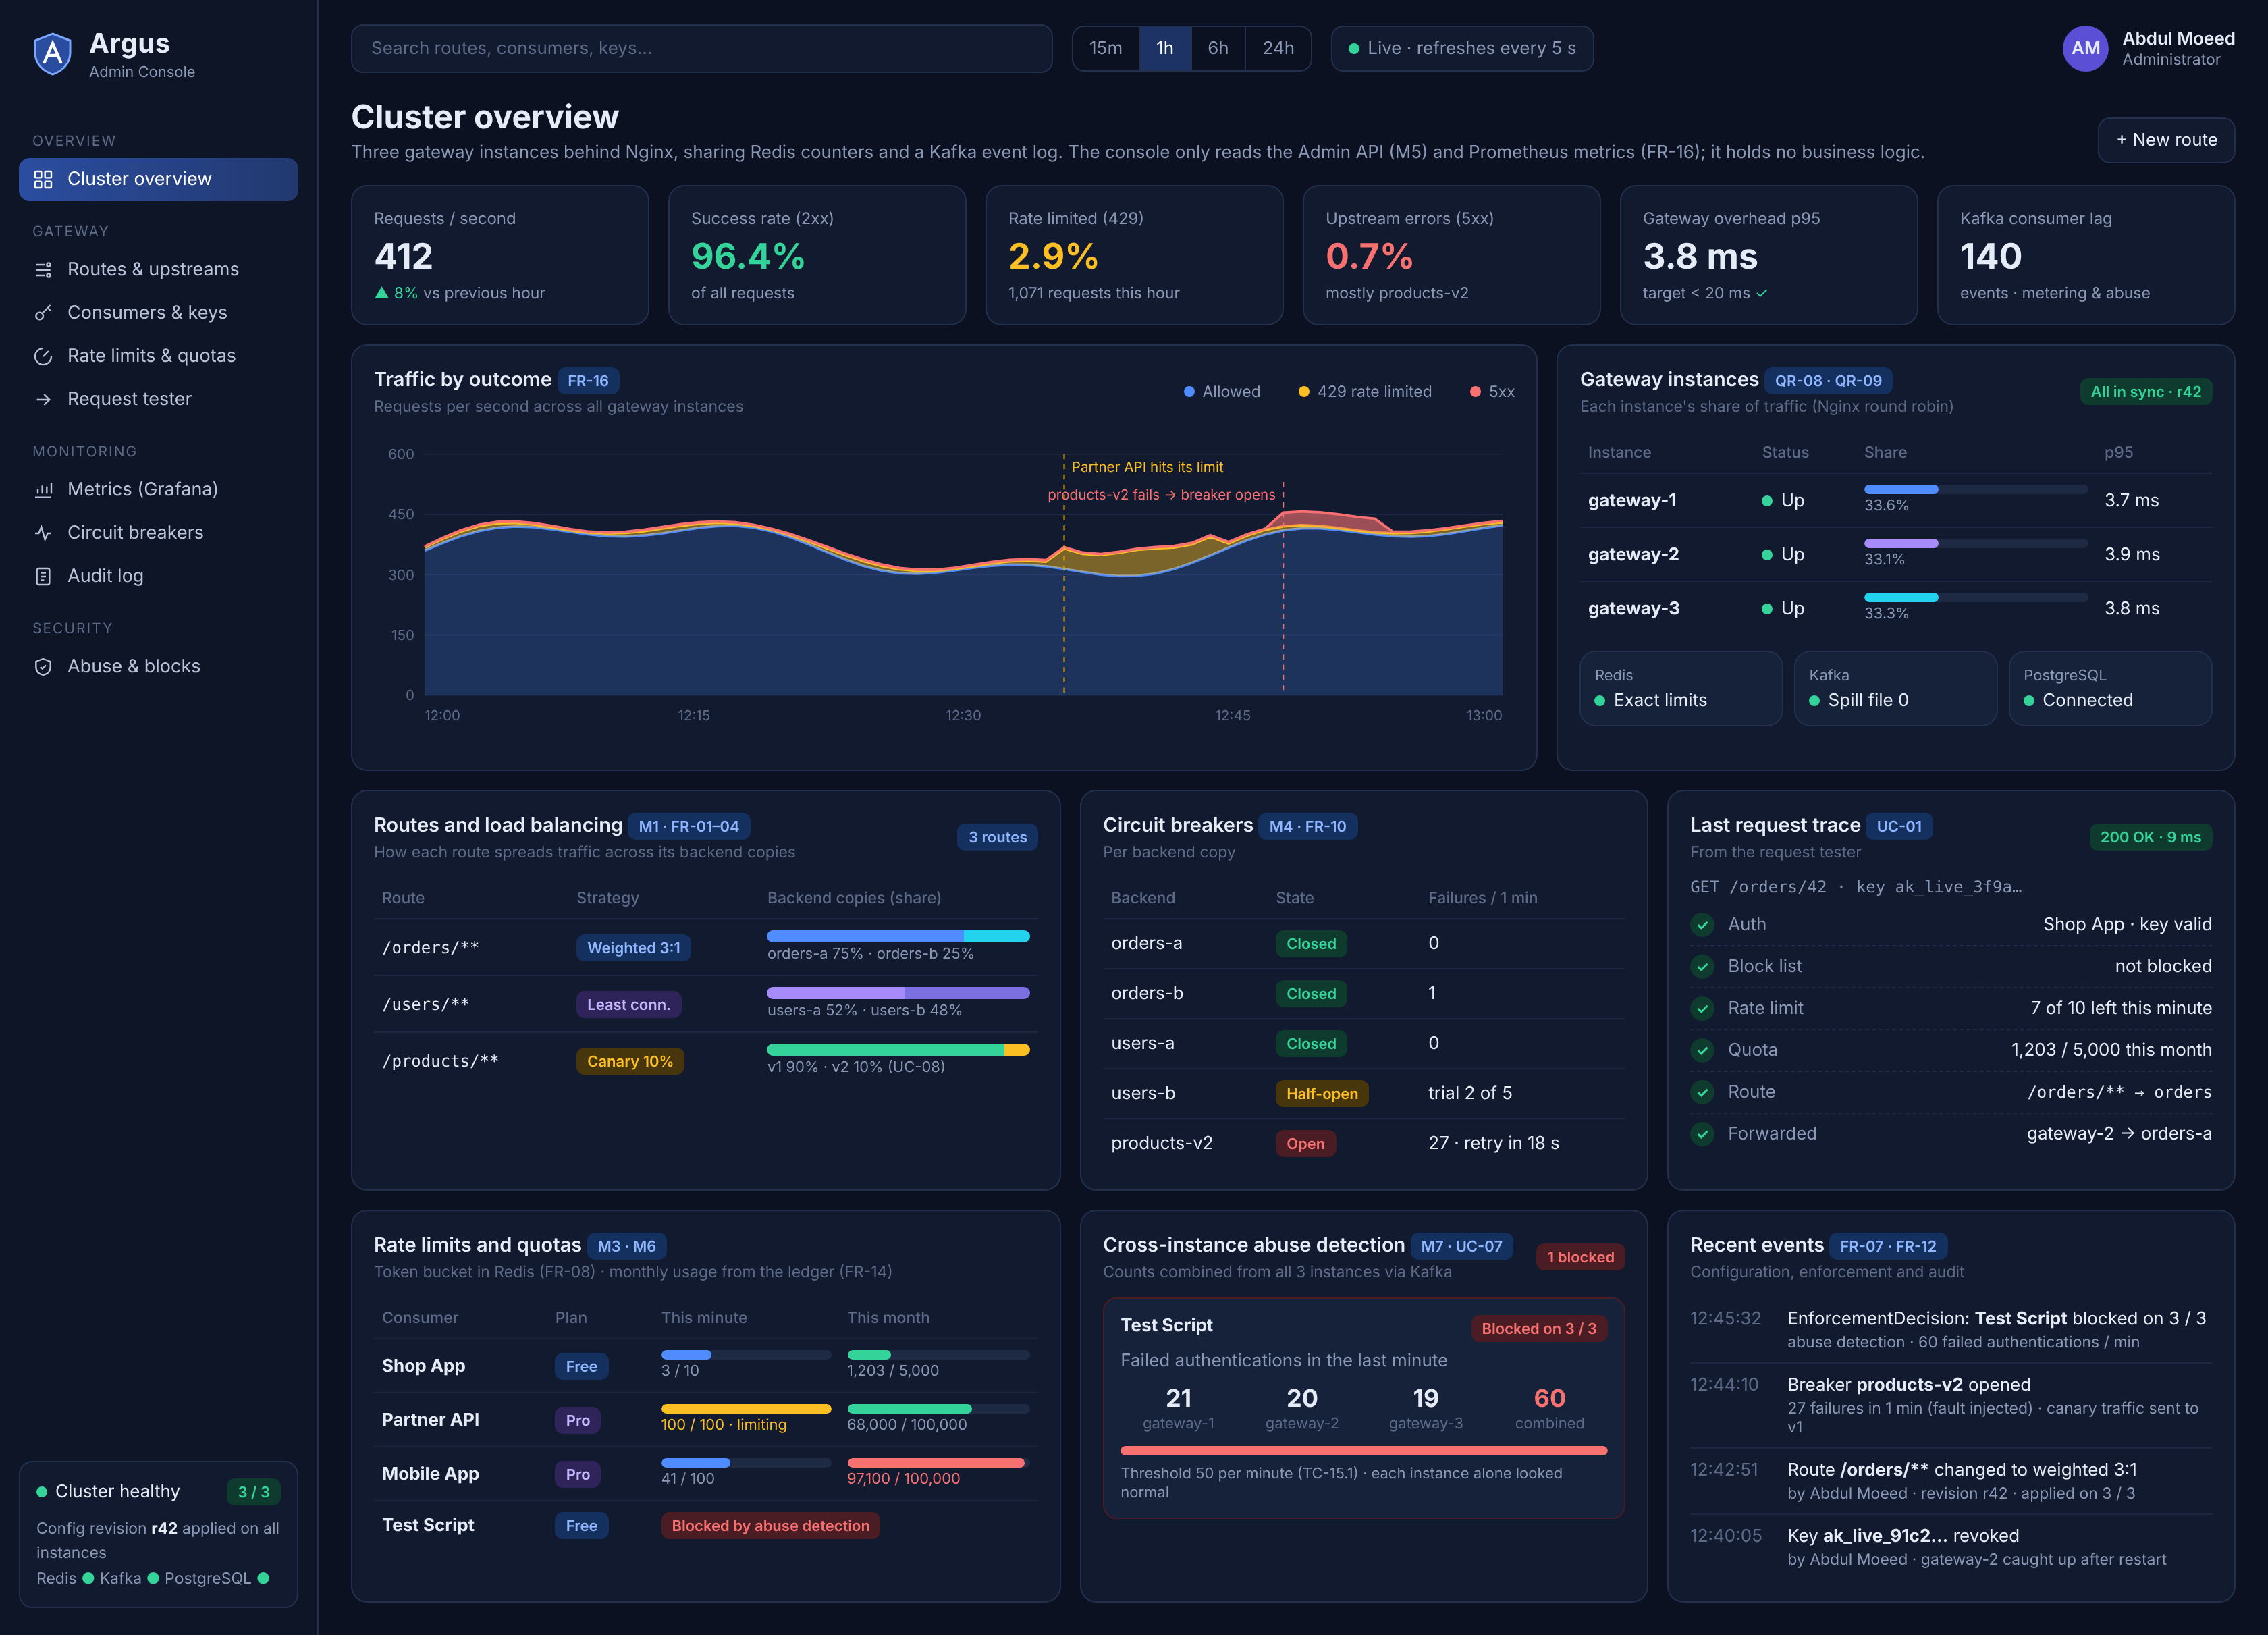 Argus
Admin Console
OVERVIEW
Cluster overview
GATEWAY
Routes & upstreams
Consumers & keys
Rate limits & quotas
Request tester
MONITORING
Metrics (Grafana)
Circuit breakers
Audit log
SECURITY
Abuse & blocks
Cluster healthy 3 / 3
Config revision r42 applied on all
instances
Redis Kafka PostgreSQL
Search routes, consumers, keys...
15m 1h 6h 24h
Live · refreshes every 5 s
AM
Abdul Moeed
Administrator
Cluster overview
Three gateway instances behind Nginx, sharing Redis counters and a Kafka event log. The console only reads the Admin API (M5) and Prometheus metrics (FR-16); it holds no business logic.
+ New route
Requests / second
412
▲ 8% vs previous hour
Success rate (2xx)
96.4%
of all requests
Rate limited (429)
2.9%
1,071 requests this hour
Upstream errors (5xx)
0.7%
mostly products-v2
Gateway overhead p95
3.8 ms
target < 20 ms ✓
Kafka consumer lag
140
events · metering & abuse
Traffic by outcome FR-16
Requests per second across all gateway instances
Allowed 429 rate limited 5xx
600
450
300
150
0
Partner API hits its limit
products-v2 fails → breaker opens
12:00 12:15 12:30 12:45 13:00
Gateway instances QR-08 · QR-09
Each instance's share of traffic (Nginx round robin)
All in sync · r42
Instance Status Share p95
gateway-1 Up 33.6% 3.7 ms
gateway-2 Up 33.1% 3.9 ms
gateway-3 Up 33.3% 3.8 ms
Redis
Exact limits
Kafka
Spill file 0
PostgreSQL
Connected
Routes and load balancing M1 · FR-01–04
How each route spreads traffic across its backend copies
3 routes
Route Strategy Backend copies (share)
/orders/** Weighted 3:1 orders-a 75% · orders-b 25%
/users/** Least conn. users-a 52% · users-b 48%
/products/** Canary 10% v1 90% · v2 10% (UC-08)
Circuit breakers M4 · FR-10
Per backend copy
Backend State Failures / 1 min
orders-a Closed 0
orders-b Closed 1
users-a Closed 0
users-b Half-open trial 2 of 5
products-v2 Open 27 · retry in 18 s
Last request trace UC-01
From the request tester
200 OK · 9 ms
GET /orders/42 · key ak_live_3f9a…
Auth Shop App · key valid
Block list not blocked
Rate limit 7 of 10 left this minute
Quota 1,203 / 5,000 this month
Route /orders/** → orders
Forwarded gateway-2 → orders-a
Rate limits and quotas M3 · M6
Token bucket in Redis (FR-08) · monthly usage from the ledger (FR-14)
Consumer Plan This minute This month
Shop App Free 3 / 10 1,203 / 5,000
Partner API Pro 100 / 100 · limiting 68,000 / 100,000
Mobile App Pro 41 / 100 97,100 / 100,000
Test Script Free Blocked by abuse detection
Cross-instance abuse detection M7 · UC-07
Counts combined from all 3 instances via Kafka
1 blocked
Test Script Blocked on 3 / 3
Failed authentications in the last minute
21 20 19 60
gateway-1 gateway-2 gateway-3 combined
Threshold 50 per minute (TC-15.1) · each instance alone looked
normal
Recent events FR-07 · FR-12
Configuration, enforcement and audit
12:45:32 EnforcementDecision: Test Script blocked on 3 / 3
abuse detection · 60 failed authentications / min
12:44:10 Breaker products-v2 opened
27 failures in 1 min (fault injected) · canary traffic sent to
v1
12:42:51 Route /orders/** changed to weighted 3:1
by Abdul Moeed · revision r42 · applied on 3 / 3
12:40:05 Key ak_live_91c2… revoked
by Abdul Moeed · gateway-2 caught up after restart